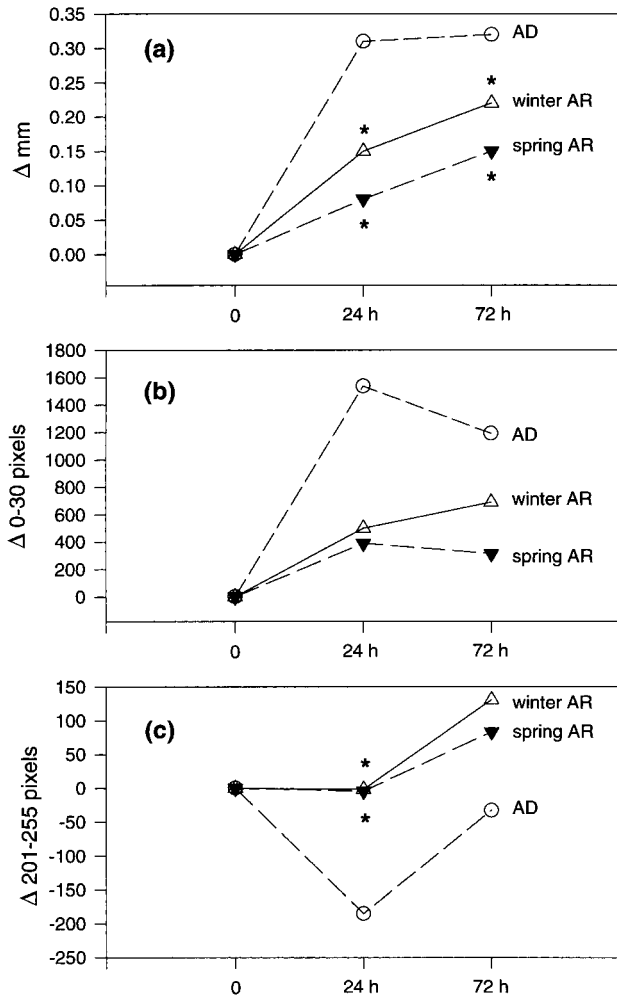 0.35
(a)
AD
0.30
0.25
*
*
winter AR
0.20
Δ mm
0.15
spring AR
*
0.10
*
0.05
0.00
0
24 h
72 h
1800
1600
(b)
1400
1200
AD
1000
Δ 0-30 pixels
800
winter AR
600
400
spring AR
200
0
0
24 h
72 h
150
winter AR
100
(c)
spring AR
50
*
0
AD
*
-50
Δ 201-255 pixels
-100
-150
-200
-250
0
24 h
72 h